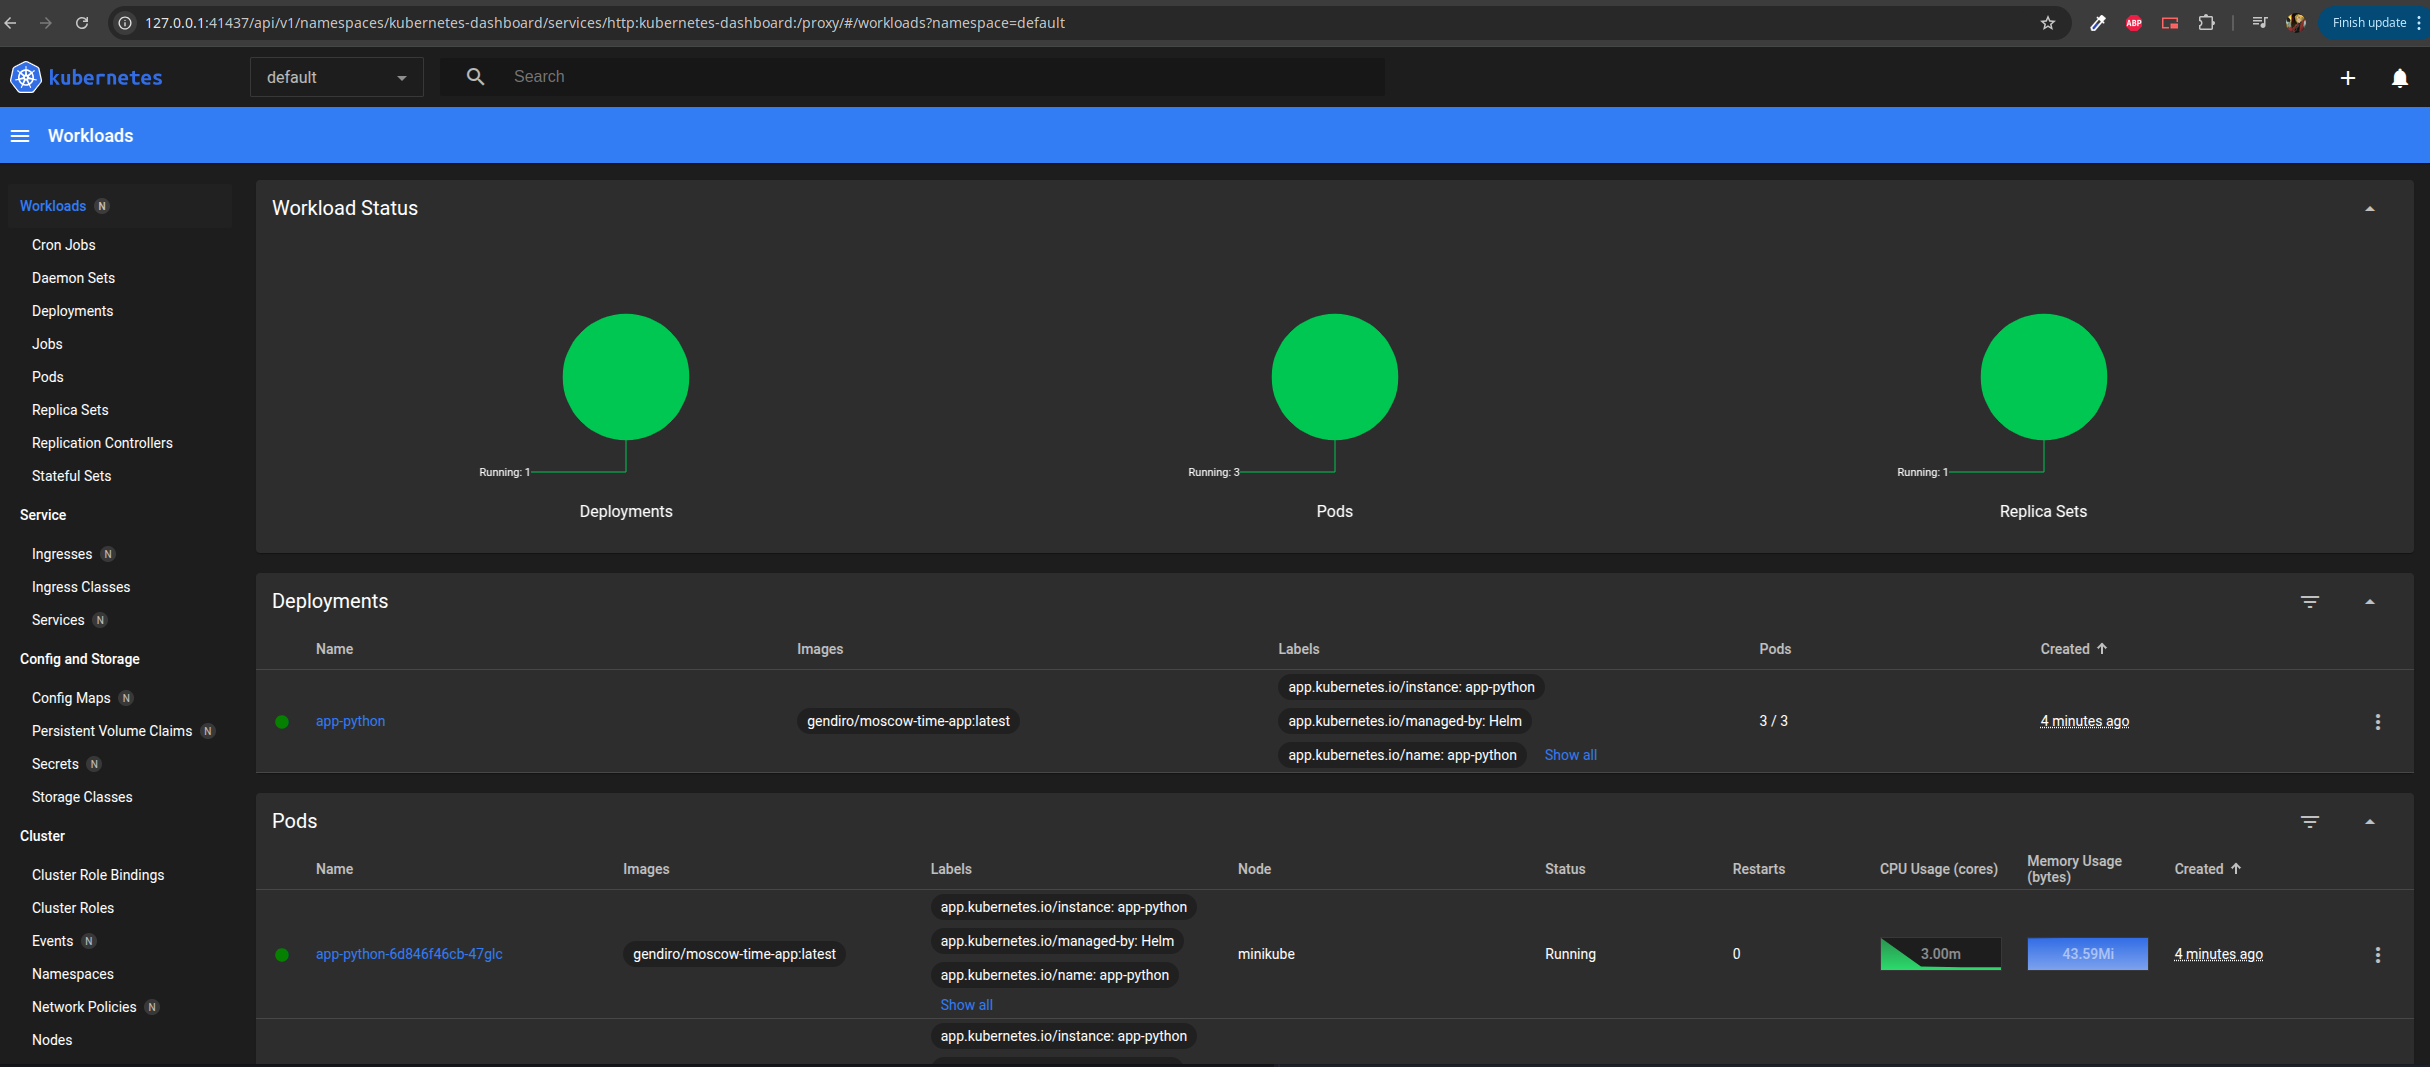 127.0.0.1:41437/api/v1/namespaces/kubernetes-dashboard/services/http:kubernetes-dashboard:/proxy/#/workloads?namespace=default
ABP
Finish update
kubernetes
default
Search
Workloads
Workloads N
Cron Jobs
Daemon Sets
Deployments
Jobs
Pods
Replica Sets
Replication Controllers
Stateful Sets
Service
Ingresses N
Ingress Classes
Services N
Config and Storage
Config Maps N
Persistent Volume Claims N
Secrets N
Storage Classes
Cluster
Cluster Role Bindings
Cluster Roles
Events N
Namespaces
Network Policies N
Nodes
Workload Status
Running: 1
Deployments
Running: 3
Pods
Running: 1
Replica Sets
Deployments
Name Images Labels Pods Created
app-python gendiro/moscow-time-app:latest
app.kubernetes.io/instance: app-python
app.kubernetes.io/managed-by: Helm
app.kubernetes.io/name: app-python Show all
3 / 3 4 minutes ago
Pods
Name Images Labels Node Status Restarts CPU Usage (cores) Memory Usage (bytes) Created
app-python-6d846f46cb-47glc gendiro/moscow-time-app:latest
app.kubernetes.io/instance: app-python
app.kubernetes.io/managed-by: Helm
app.kubernetes.io/name: app-python
Show all
minikube Running 0 3.00m 43.59Mi 4 minutes ago
app.kubernetes.io/instance: app-python